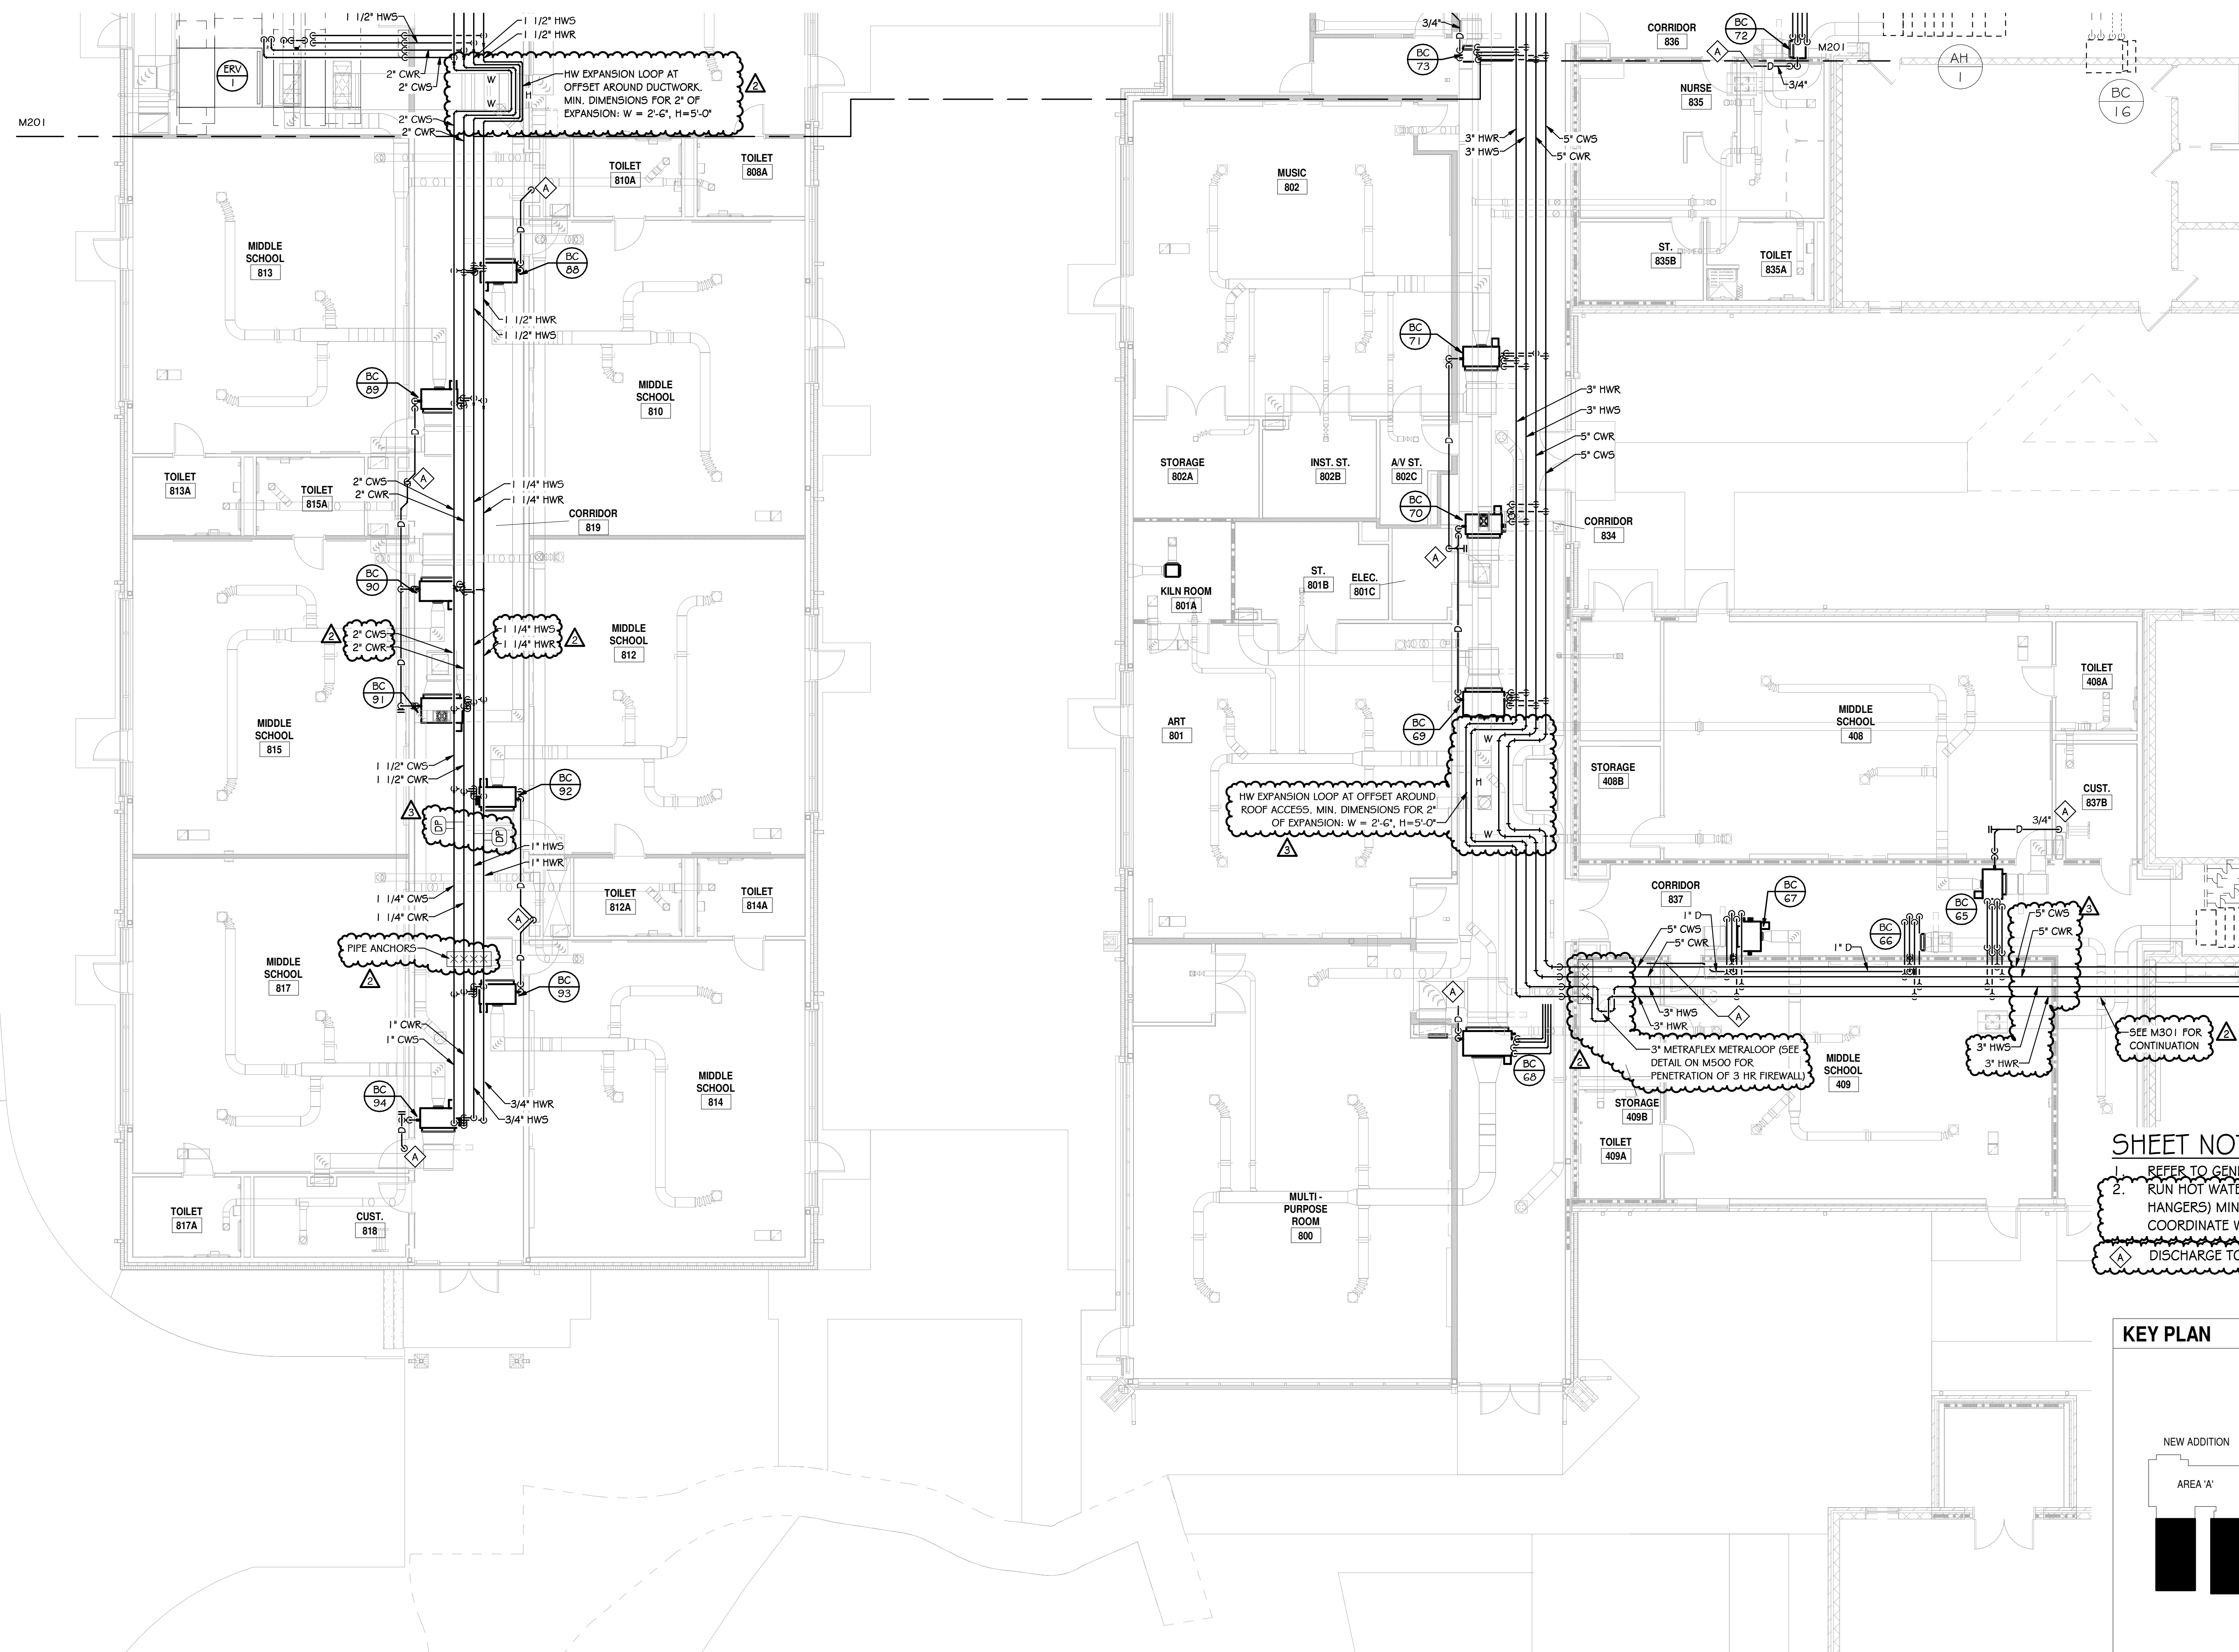 1 1/2" HWS
1 1/2" HWS
1 1/2" HWR
ERV
1
2" CWR
2" CWS
W
H
W
HW EXPANSION LOOP AT
OFFSET AROUND DUCTWORK.
MIN. DIMENSIONS FOR 2" OF
EXPANSION: W = 2'-6", H=5'-0"
2
M201
2" CWS
2" CWR
TOILET
810A
TOILET
808A
A
MIDDLE
SCHOOL
813
BC
88
1 1/2" HWR
1 1/2" HWS
BC
89
MIDDLE
SCHOOL
810
D
D
A
TOILET
813A
TOILET
815A
2" CWS
2" CWR
1 1/4" HWS
1 1/4" HWR
CORRIDOR
819
D
BC
90
2
2" CWS
2" CWR
1 1/4" HWS
1 1/4" HWR
2
MIDDLE
SCHOOL
812
D
BC
91
MIDDLE
SCHOOL
815
1 1/2" CWS
1 1/2" CWR
BC
92
3
DP
DP
1" HWS
1" HWR
1 1/4" CWS
1 1/4" CWR
D
A
TOILET
812A
TOILET
814A
PIPE ANCHORS
2
D
MIDDLE
SCHOOL
817
BC
93
1" CWR
1" CWS
BC
94
3/4" HWR
3/4" HWS
MIDDLE
SCHOOL
814
D
A
TOILET
817A
CUST.
818
3/4"
D
BC
73
CORRIDOR
836
BC
72
A
D
M201
3/4"
NURSE
835
AH
1
BC
16
3" HWR
3" HWS
5" CWS
5" CWR
MUSIC
802
ST.
835B
TOILET
835A
BC
71
D
3" HWR
3" HWS
5" CWR
5" CWS
STORAGE
802A
INST. ST.
802B
A/V ST.
802C
BC
70
A
CORRIDOR
834
KILN ROOM
801A
ST.
801B
ELEC.
801C
D
ART
801
BC
69
W
H
W
HW EXPANSION LOOP AT OFFSET AROUND
ROOF ACCESS. MIN. DIMENSIONS FOR 2"
OF EXPANSION: W = 2'-6", H=5'-0"
3
MIDDLE
SCHOOL
408
TOILET
408A
STORAGE
408B
CUST.
837B
A
3/4"
D
CORRIDOR
837
BC
67
BC
66
BC
65
1" D
5" CWS
5" CWR
1" D
5" CWS
5" CWR
3
A
D
BC
68
3" HWS
3" HWR
A
2
3" METRAFLEX METRALOOP (SEE
DETAIL ON M500 FOR
PENETRATION OF 3 HR FIREWALL)
MIDDLE
SCHOOL
409
3" HWS
3" HWR
SEE M301 FOR
CONTINUATION
2
STORAGE
409B
TOILET
409A
MULTI -
PURPOSE
ROOM
800
SHEET NO
1. REFER TO GEN
2. RUN HOT WATE
HANGERS) MIN
COORDINATE
A DISCHARGE TO
KEY PLAN
NEW ADDITION
AREA 'A'